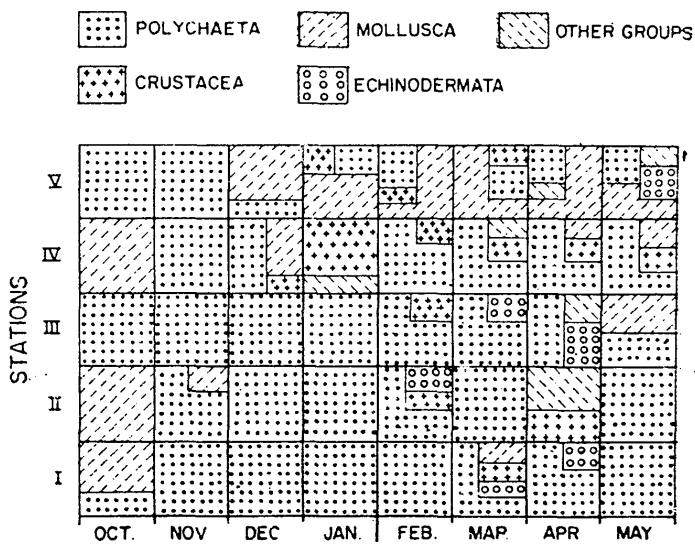 POLYCHAETA MOLLUSCA OTHER GROUPS
CRUSTACEA ECHINODERMATA
STATIONS
V
IV
III
II
I
OCT. NOV DEC JAN. FEB. MAR. APR MAY